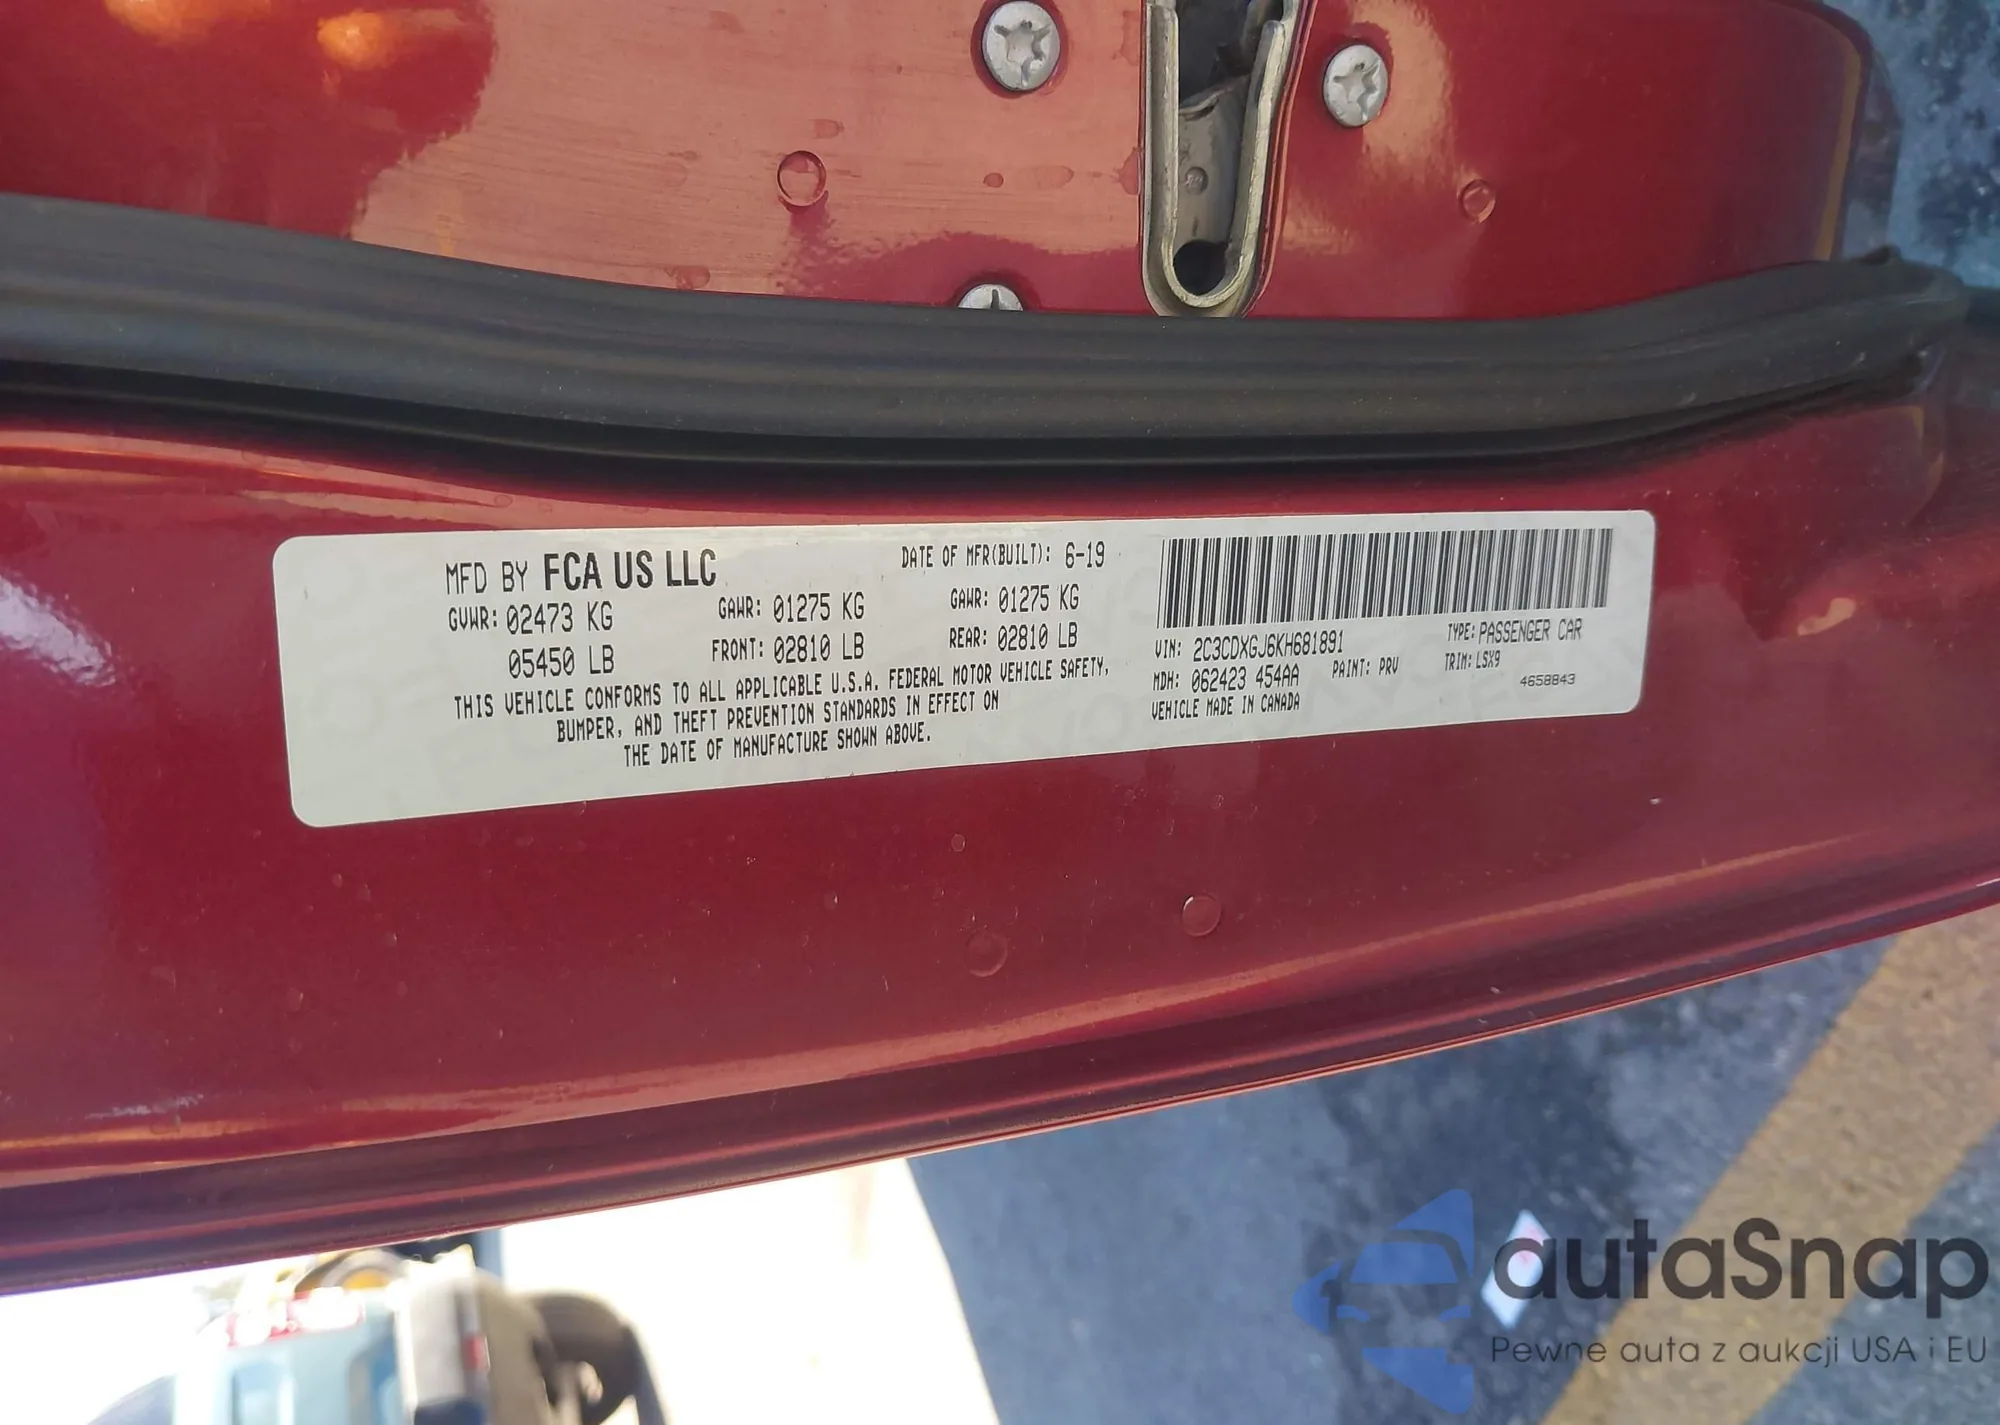 MFD BY FCA US LLC
DATE OF MFR(BUILT): 6-19
GVWR: 02473 KG
GAWR: 01275 KG
GAWR: 01275 KG
05450 LB
FRONT: 02810 LB
REAR: 02810 LB
THIS VEHICLE CONFORMS TO ALL APPLICABLE U.S.A. FEDERAL MOTOR VEHICLE SAFETY,
BUMPER, AND THEFT PREVENTION STANDARDS IN EFFECT ON
THE DATE OF MANUFACTURE SHOWN ABOVE.
VIN: 2C3CDXGJ6KH681891
TYPE: PASSENGER CAR
MDH: 062423 454AA
PAINT: PRV
TRIM: LSX9
VEHICLE MADE IN CANADA
4658843
autaSnap
Pewne auta z aukcji USA i EU